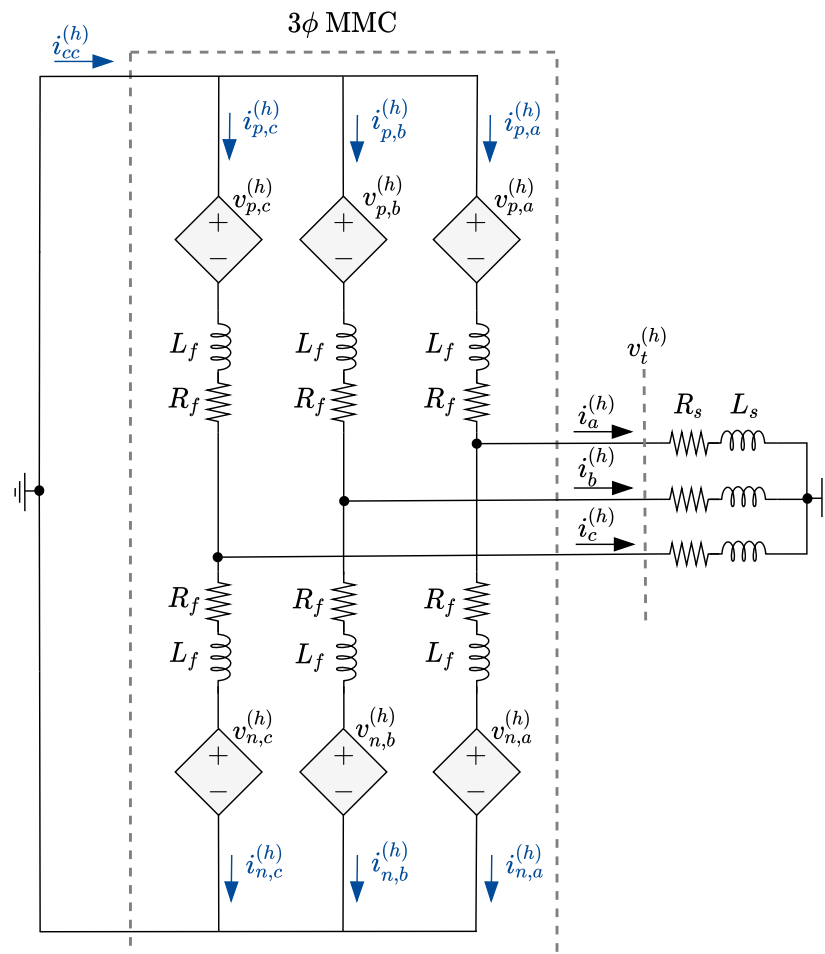 3ϕ MMC
i_{cc}^{(h)}
i_{p,c}^{(h)} i_{p,b}^{(h)} i_{p,a}^{(h)}
v_{p,c}^{(h)} v_{p,b}^{(h)} v_{p,a}^{(h)}
+ + +
− − −
L_f L_f L_f
v_t^{(h)}
R_f R_f R_f
i_a^{(h)} R_s L_s
i_b^{(h)}
i_c^{(h)}
R_f R_f R_f
L_f L_f L_f
v_{n,c}^{(h)} v_{n,b}^{(h)} v_{n,a}^{(h)}
+ + +
− − −
i_{n,c}^{(h)} i_{n,b}^{(h)} i_{n,a}^{(h)}